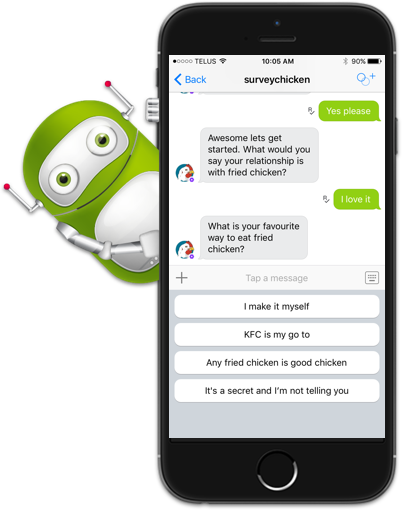 TELUS 10:05 AM 90%
Back surveychicken
Yes please
Awesome lets get
started. What would you
say your relationship is
with fried chicken?
I love it
What is your favourite
way to eat fried
chicken?
Tap a message
I make it myself
KFC is my go to
Any fried chicken is good chicken
It's a secret and I'm not telling you